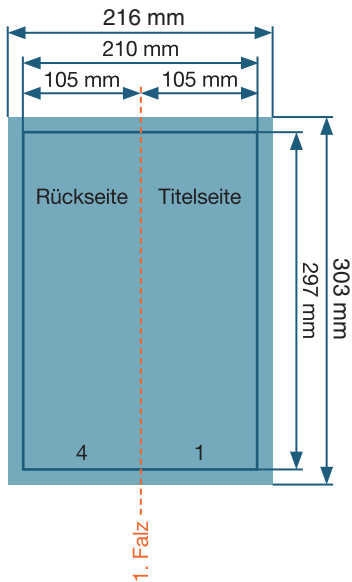 216 mm
210 mm
105 mm 105 mm
Rückseite Titelseite
297 mm
303 mm
4 1
1. Falz